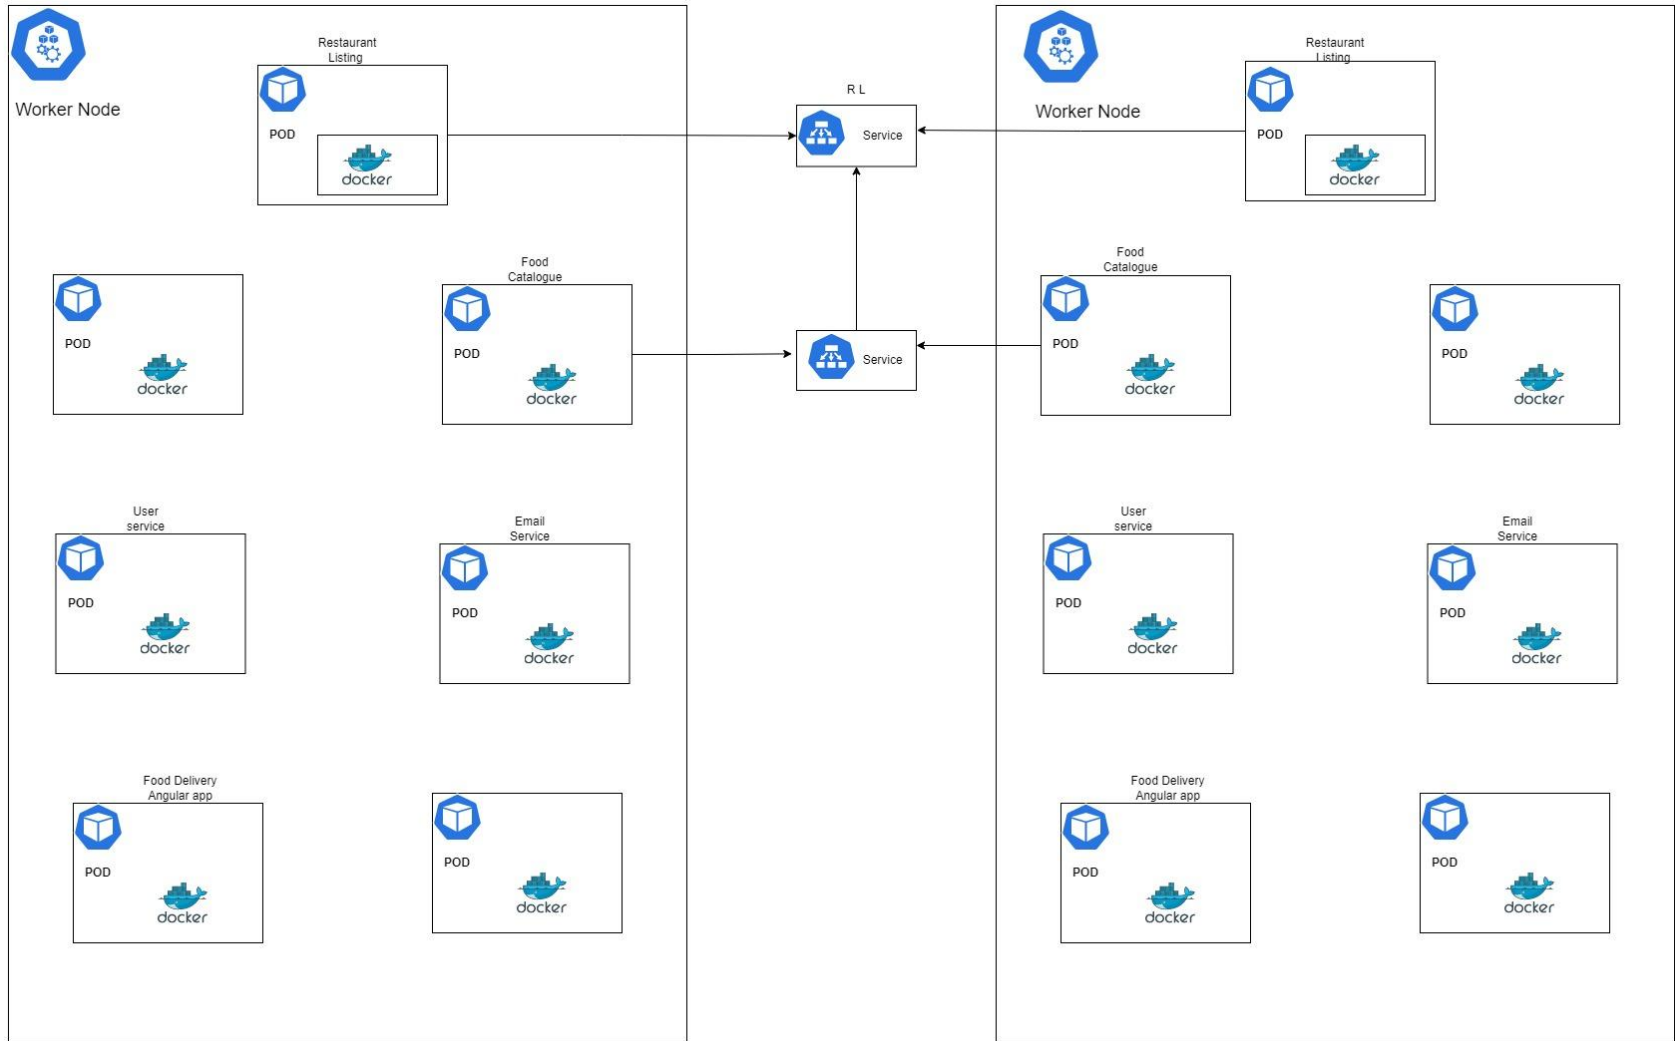 Restaurant
Listing
Worker Node
POD
docker
R L
Service
Restaurant
Listing
Worker Node
POD
docker
POD
docker
Food
Catalogue
POD
docker
Service
Food
Catalogue
POD
docker
POD
docker
User
service
POD
docker
Email
Service
POD
docker
User
service
POD
docker
Email
Service
POD
docker
Food Delivery
Angular app
POD
docker
POD
docker
Food Delivery
Angular app
POD
docker
POD
docker